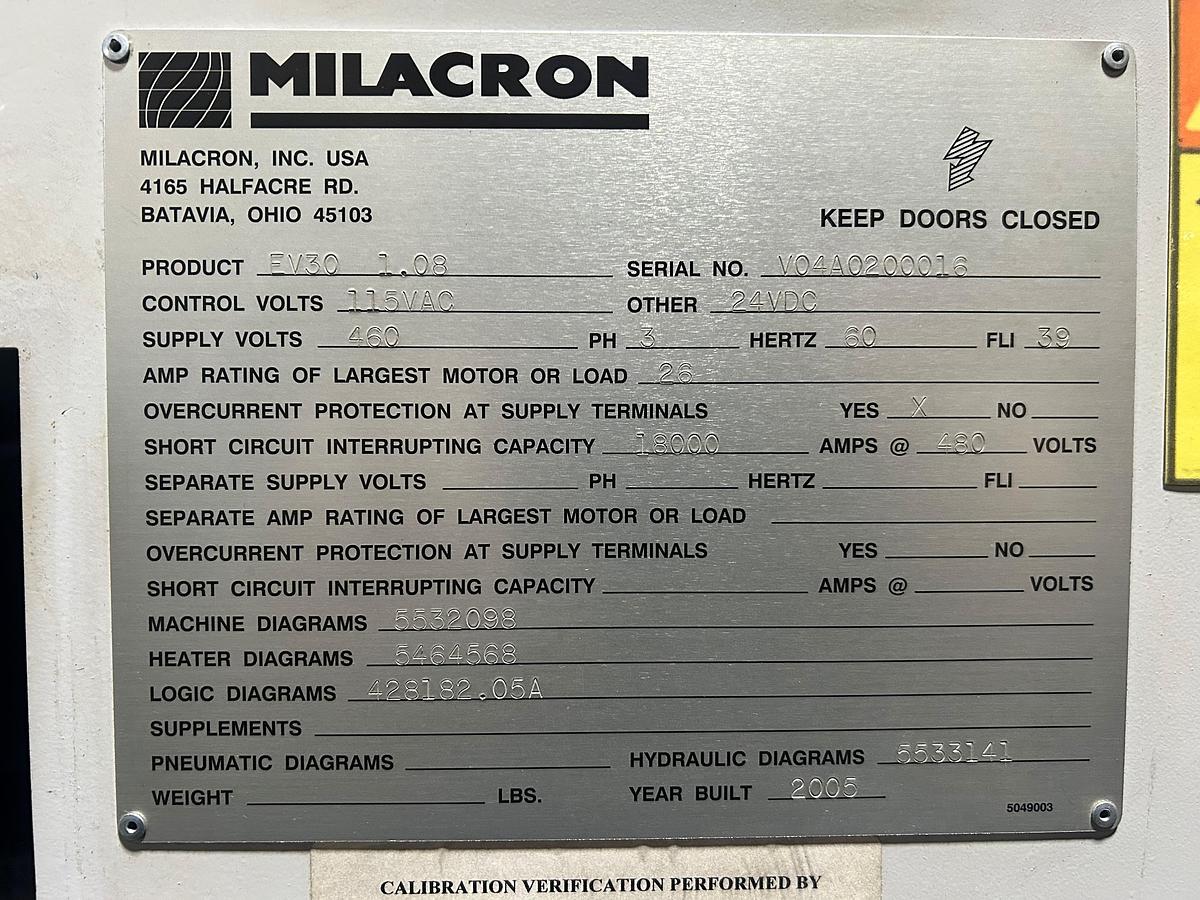 MILACRON
MILACRON, INC. USA
4165 HALFACRE RD.
BATAVIA, OHIO 45103
KEEP DOORS CLOSED
PRODUCT EV30 1.08 SERIAL NO. V04A0200016
CONTROL VOLTS 115VAC OTHER 24VDC
SUPPLY VOLTS 460 PH 3 HERTZ 60 FLI 39
AMP RATING OF LARGEST MOTOR OR LOAD 26
OVERCURRENT PROTECTION AT SUPPLY TERMINALS YES X NO
SHORT CIRCUIT INTERRUPTING CAPACITY 18000 AMPS @ 480 VOLTS
SEPARATE SUPPLY VOLTS PH HERTZ FLI
SEPARATE AMP RATING OF LARGEST MOTOR OR LOAD
OVERCURRENT PROTECTION AT SUPPLY TERMINALS YES NO
SHORT CIRCUIT INTERRUPTING CAPACITY AMPS @ VOLTS
MACHINE DIAGRAMS 5532098
HEATER DIAGRAMS 5464568
LOGIC DIAGRAMS 428182.05A
SUPPLEMENTS
PNEUMATIC DIAGRAMS HYDRAULIC DIAGRAMS 5533141
WEIGHT LBS. YEAR BUILT 2005
5049003
CALIBRATION VERIFICATION PERFORMED BY